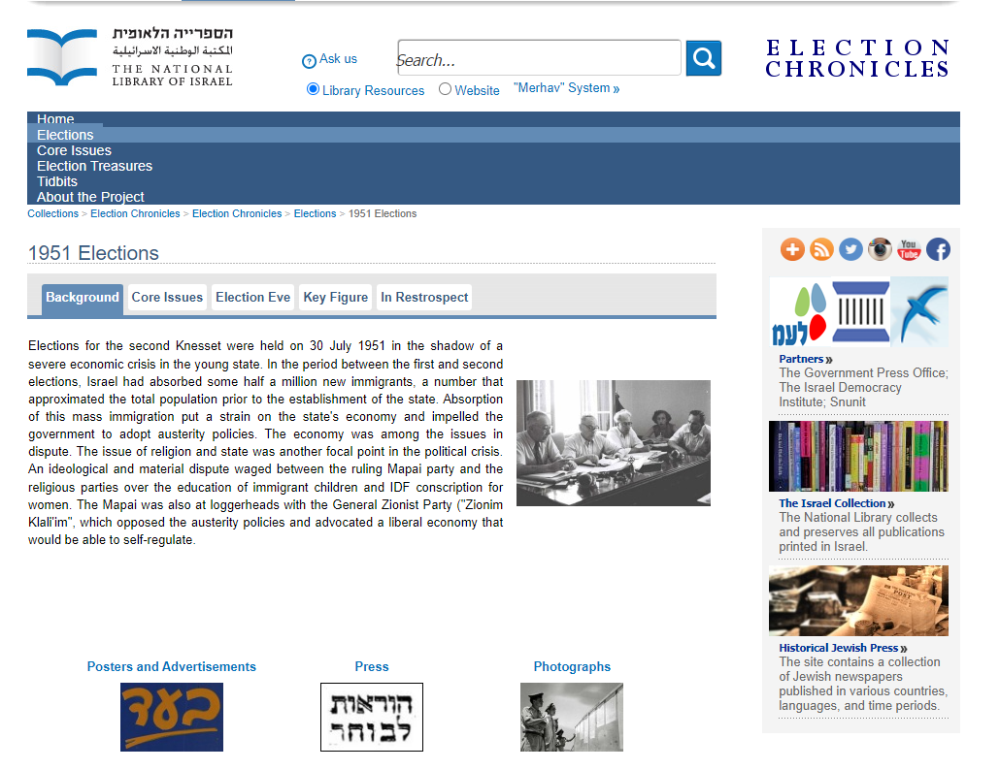 הספרייה הלאומית
المكتبة الوطنية الاسرائيلية
THE NATIONAL
LIBRARY OF ISRAEL
? Ask us
Search...
Library Resources Website "Merhav" System »
ELECTION
CHRONICLES
Home
Elections
Core Issues
Election Treasures
Tidbits
About the Project
Collections > Election Chronicles > Election Chronicles > Elections > 1951 Elections
1951 Elections
Background Core Issues Election Eve Key Figure In Restrospect
Elections for the second Knesset were held on 30 July 1951 in the shadow of a
severe economic crisis in the young state. In the period between the first and second
elections, Israel had absorbed some half a million new immigrants, a number that
approximated the total population prior to the establishment of the state. Absorption
of this mass immigration put a strain on the state's economy and impelled the
government to adopt austerity policies. The economy was among the issues in
dispute. The issue of religion and state was another focal point in the political crisis.
An ideological and material dispute waged between the ruling Mapai party and the
religious parties over the education of immigrant children and IDF conscription for
women. The Mapai was also at loggerheads with the General Zionist Party ("Zionim
Klali'im", which opposed the austerity policies and advocated a liberal economy that
would be able to self-regulate.
Posters and Advertisements Press Photographs
בעד
הוראות
לבוחר
You
Tube
לעמ
Partners »
The Government Press Office;
The Israel Democracy
Institute; Snunit
The Israel Collection »
The National Library collects
and preserves all publications
printed in Israel.
POST
Historical Jewish Press »
The site contains a collection
of Jewish newspapers
published in various countries,
languages, and time periods.